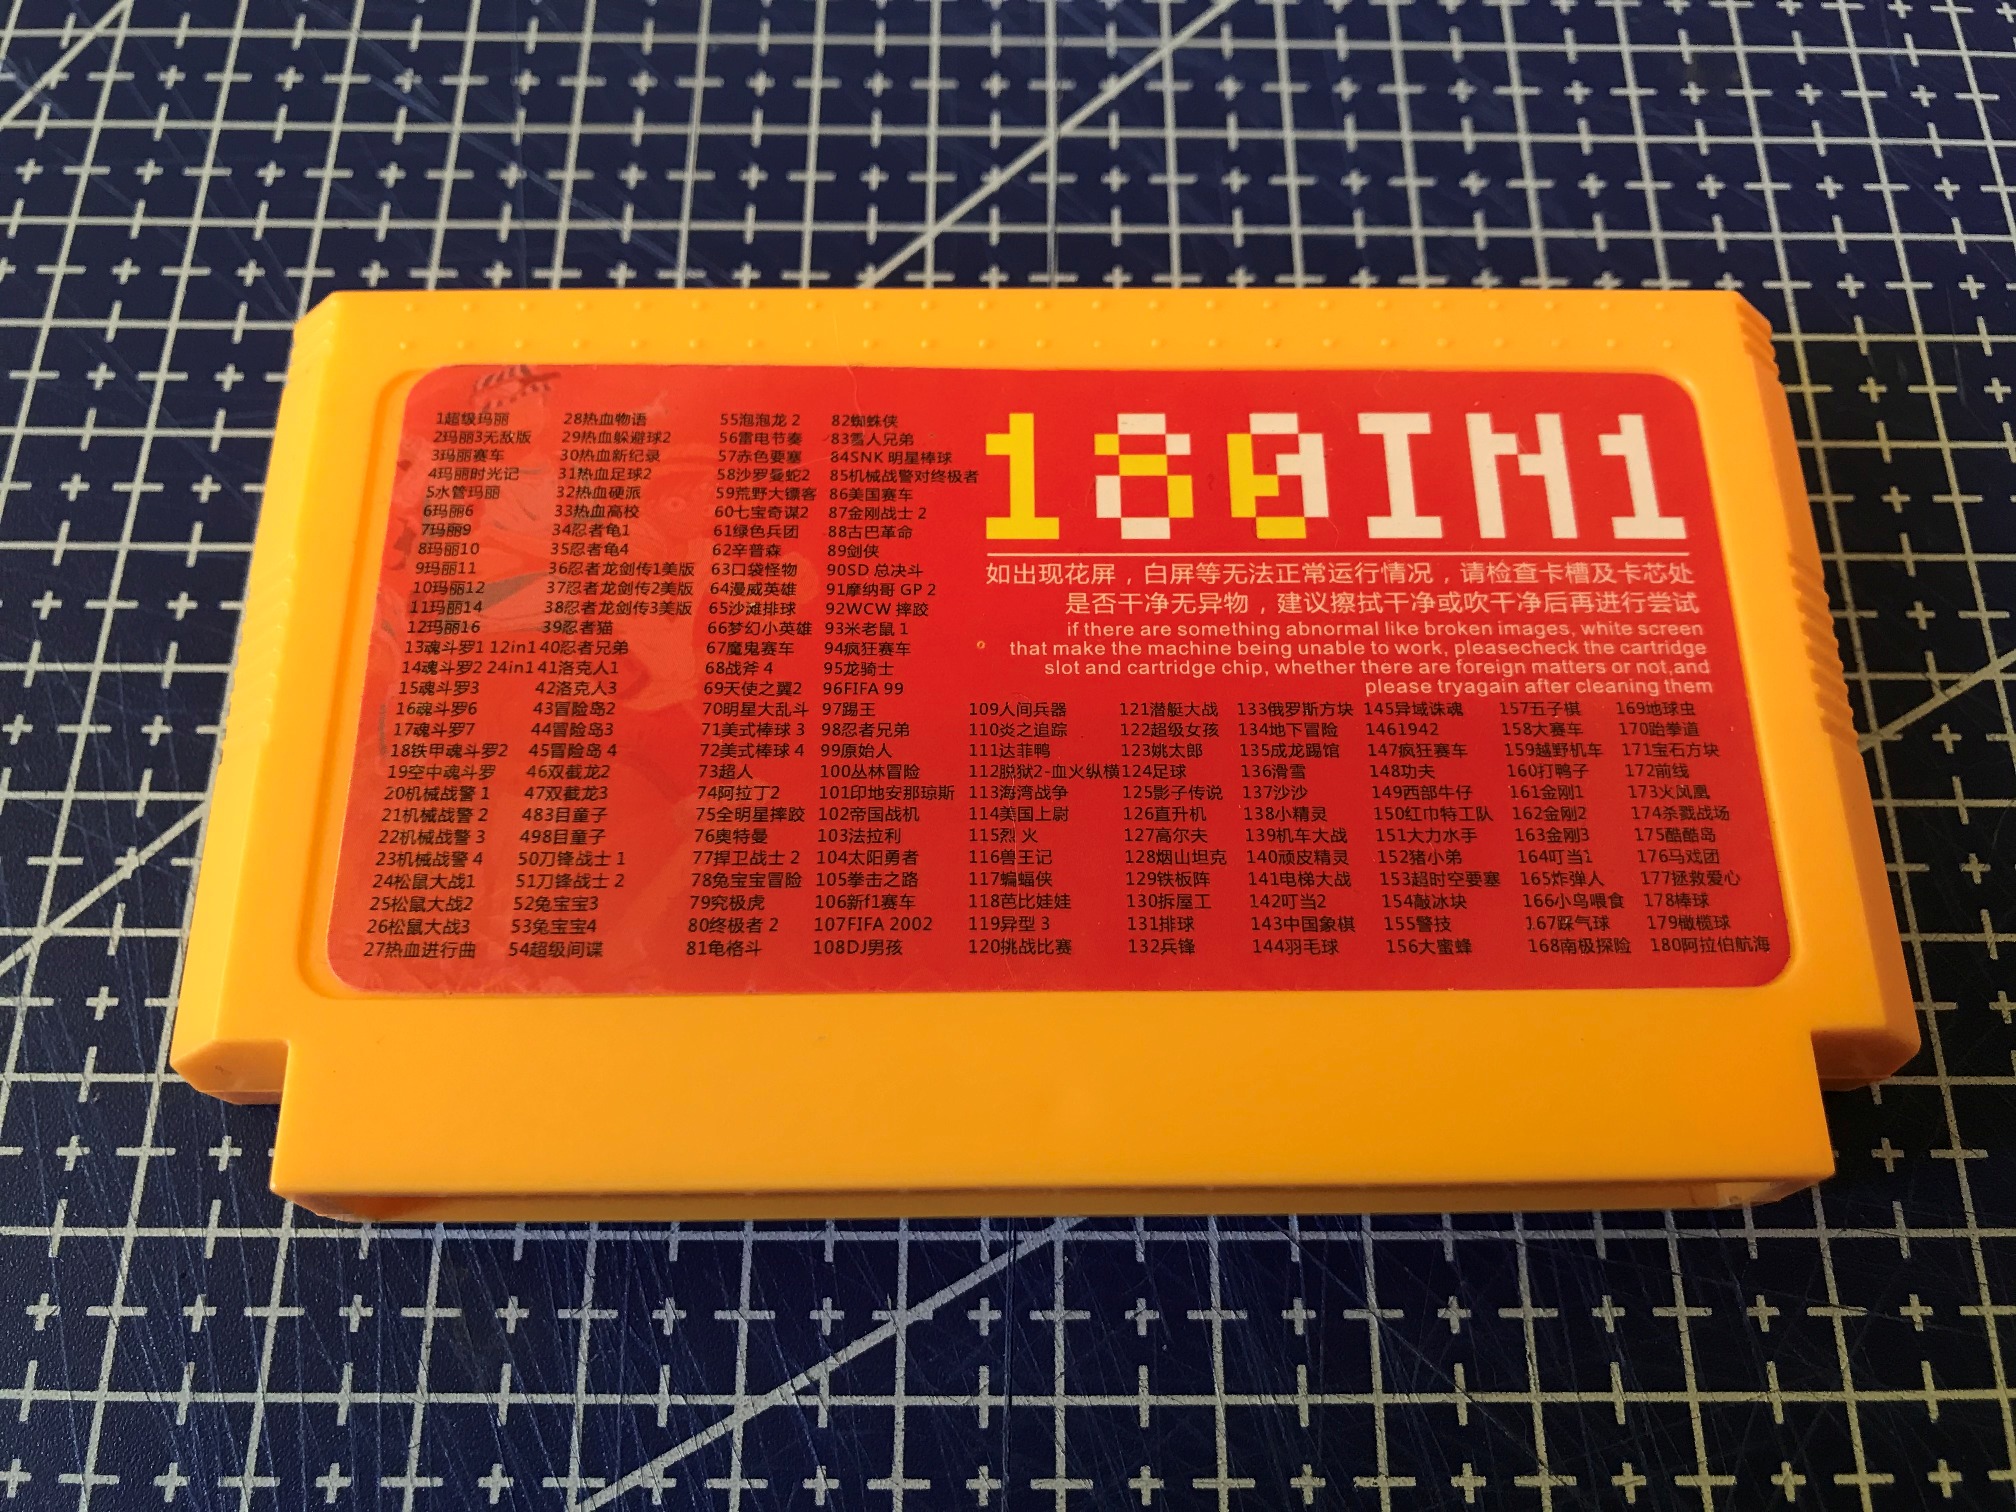 180IN1
如出现花屏，白屏等无法正常运行情况，请检查卡槽及卡芯处
是否干净无异物，建议擦拭干净或吹干净后再进行尝试
if there are something abnormal like broken images, white screen
that make the machine being unable to work, pleasecheck the cartridge
slot and cartridge chip, whether there are foreign matters or not,and
please tryagain after cleaning them
1超级玛丽
2玛丽3无敌版
3玛丽赛车
4玛丽时光记
5水管玛丽
6玛丽6
7玛丽9
8玛丽10
9玛丽11
10玛丽12
11玛丽14
12玛丽16
13魂斗罗1 12in1
14魂斗罗2 24in1
15魂斗罗3
16魂斗罗6
17魂斗罗7
18铁甲魂斗罗2
19空中魂斗罗
20机械战警 1
21机械战警 2
22机械战警 3
23机械战警 4
24松鼠大战1
25松鼠大战2
26松鼠大战3
27热血进行曲
28热血物语
29热血躲避球2
30热血新纪录
31热血足球2
32热血硬派
33热血高校
34忍者龟1
35忍者龟4
36忍者龙剑传1美版
37忍者龙剑传2美版
38忍者龙剑传3美版
39忍者猫
40忍者兄弟
41洛克人1
42洛克人3
43冒险岛2
44冒险岛3
45冒险岛 4
46双截龙2
47双截龙3
483目童子
498目童子
50刀锋战士 1
51刀锋战士 2
52兔宝宝3
53兔宝宝4
54超级间谍
55泡泡龙 2
56雷电节奏
57赤色要塞
58沙罗曼蛇2
59荒野大镖客
60七宝奇谋2
61绿色兵团
62辛普森
63口袋怪物
64漫威英雄
65沙滩排球
66梦幻小英雄
67魔鬼赛车
68战斧 4
69天使之翼2
70明星大乱斗
71美式棒球 3
72美式棒球 4
73超人
74阿拉丁2
75全明星摔跤
76奥特曼
77捍卫战士 2
78兔宝宝冒险
79究极虎
80终极者 2
81龟格斗
82蜘蛛侠
83雪人兄弟
84SNK 明星棒球
85机械战警对终极者
86美国赛车
87金刚战士 2
88古巴革命
89剑侠
90SD 总决斗
91摩纳哥 GP 2
92WCW 摔跤
93米老鼠 1
94疯狂赛车
95龙骑士
96FIFA 99
97踢王
98忍者兄弟
99原始人
100丛林冒险
101印地安那琼斯
102帝国战机
103法拉利
104太阳勇者
105拳击之路
106新f1赛车
107FIFA 2002
108DJ男孩
109人间兵器
110炎之追踪
111达菲鸭
112脱狱2-血火纵横
113海湾战争
114美国上尉
115烈 火
116兽王记
117蝙蝠侠
118芭比娃娃
119异型 3
120挑战比赛
121潜艇大战
122超级女孩
123姚太郎
124足球
125影子传说
126直升机
127高尔夫
128烟山坦克
129铁板阵
130拆屋工
131排球
132兵锋
133俄罗斯方块
134地下冒险
135成龙踢馆
136滑雪
137沙沙
138小精灵
139机车大战
140顽皮精灵
141电梯大战
142叮当2
143中国象棋
144羽毛球
145异域诛魂
1461942
147疯狂赛车
148功夫
149西部牛仔
150红巾特工队
151大力水手
152猪小弟
153超时空要塞
154敲冰块
155警技
156大蜜蜂
157五子棋
158大赛车
159越野机车
160打鸭子
161金刚1
162金刚2
163金刚3
164叮当1
165炸弹人
166小鸟喂食
167踩气球
168南极探险
169地球虫
170跆拳道
171宝石方块
172前线
173火凤凰
174杀戮战场
175酷酷岛
176马戏团
177拯救爱心
178棒球
179橄榄球
180阿拉伯航海